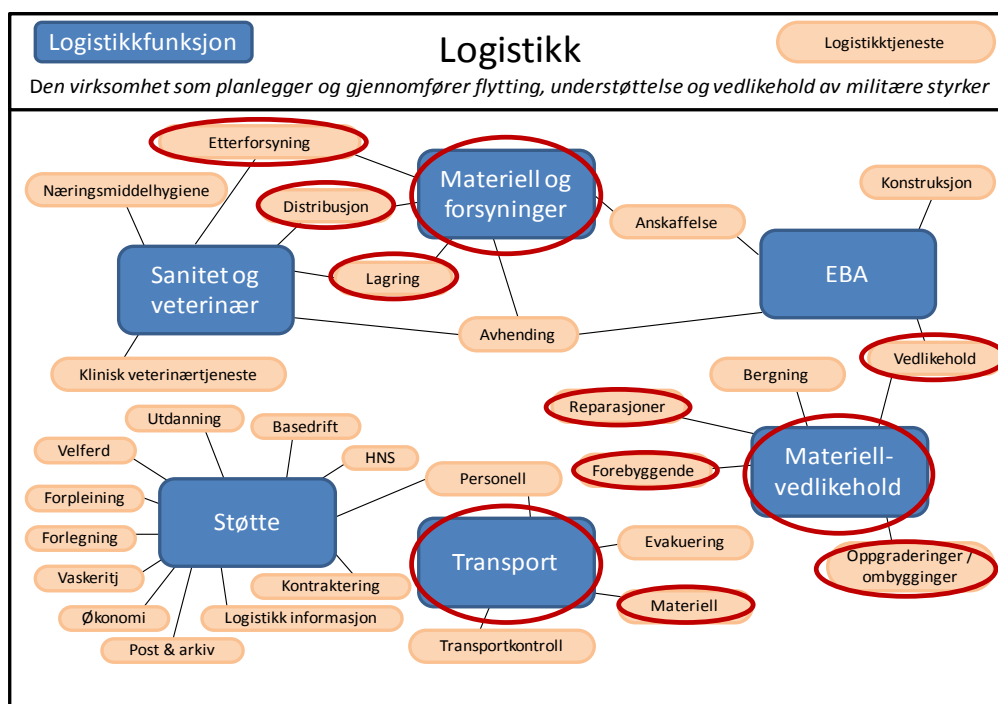 Logistikkfunksjon
Logistikk
Logistikktjeneste
Den virksomhet som planlegger og gjennomfører flytting, understøttelse og vedlikehold av militære styrker
Etterforsyning
Materiell og
forsyninger
Næringsmiddelhygiene
Konstruksjon
Distribusjon
Anskaffelse
Sanitet og
veterinær
Lagring
EBA
Avhending
Klinisk veterinærtjeneste
Vedlikehold
Bergning
Utdanning
Basedrift
Reparasjoner
Velferd
HNS
Materiell-
vedlikehold
Personell
Forebyggende
Forpleining
Støtte
Forlegning
Transport
Evakuering
Oppgraderinger /
ombygginger
Vaskeritj
Kontraktering
Materiell
Økonomi
Logistikk informasjon
Post & arkiv
Transportkontroll